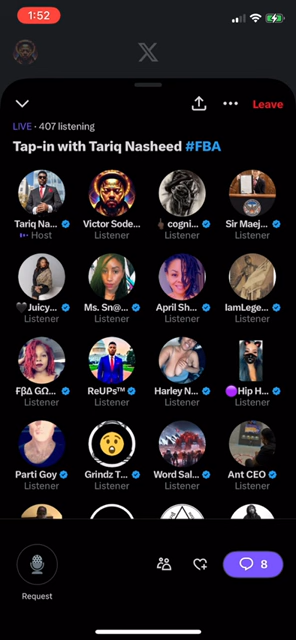 1:52
X
LIVE · 407 listening
Leave
Tap-in with Tariq Nasheed #FBA
Tariq Na... Victor Sode... cogni... Sir Maej...
Host Listener Listener Listener
Juicy... Ms. Sn@... April Sh... IamLege...
Listener Listener Listener Listener
FβΔ GΩ... ReUPs™ Harley N... Hip H...
Listener Listener Listener Listener
Parti Goy Grindz T... Word Sal... Ant CEO
Listener Listener Listener Listener
8
Request